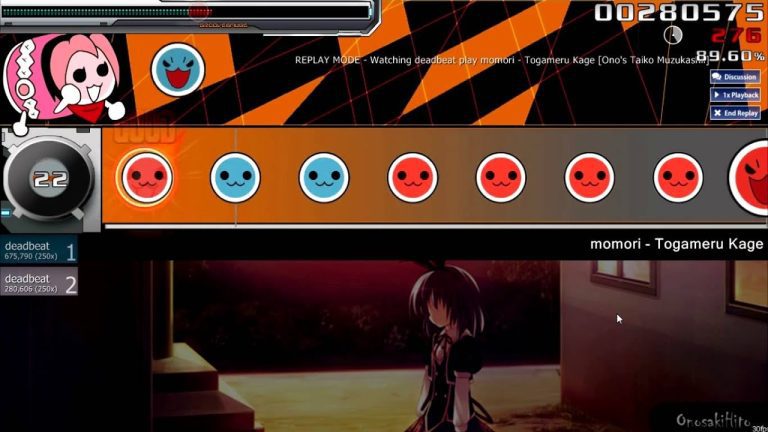 00280575
276
REPLAY MODE - Watching deadbeat play momori - Togameru Kage [Ono's Taiko Muzukashii]
89.60%
Discussion
1x Playback
End Replay
GOOD
22
deadbeat
675,790 (250x) 1
momori - Togameru Kage
deadbeat
280,606 (250x) 2
OnosakiHito
30fps